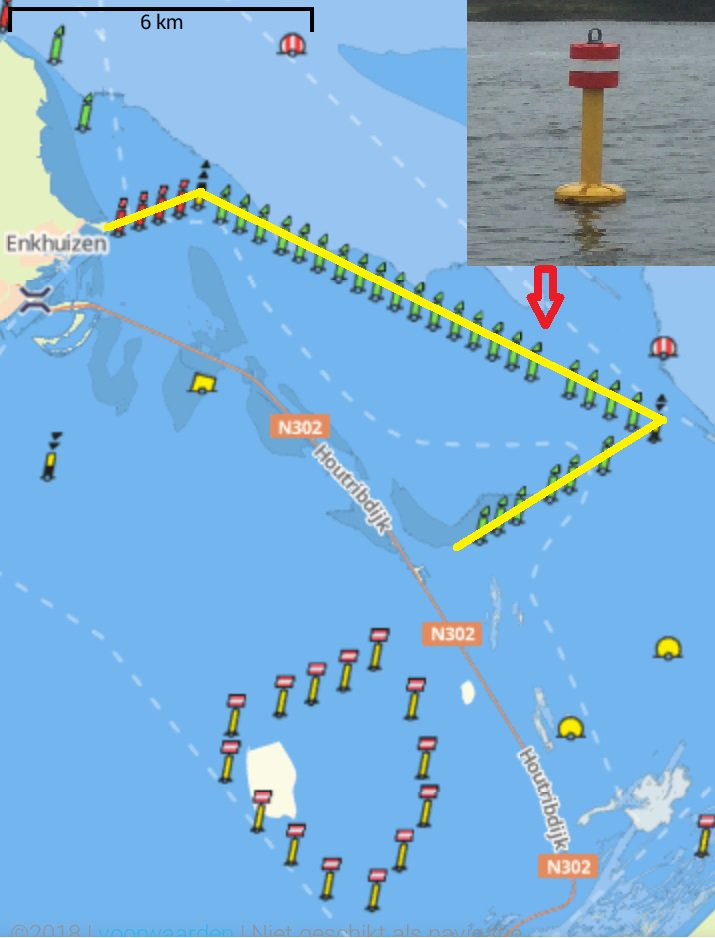 6 km
Enkhuizen
N302
Houtribdijk
N302
Houtribdijk
N302
©2018 | voorwaarden | Niet geschikt als navigatie